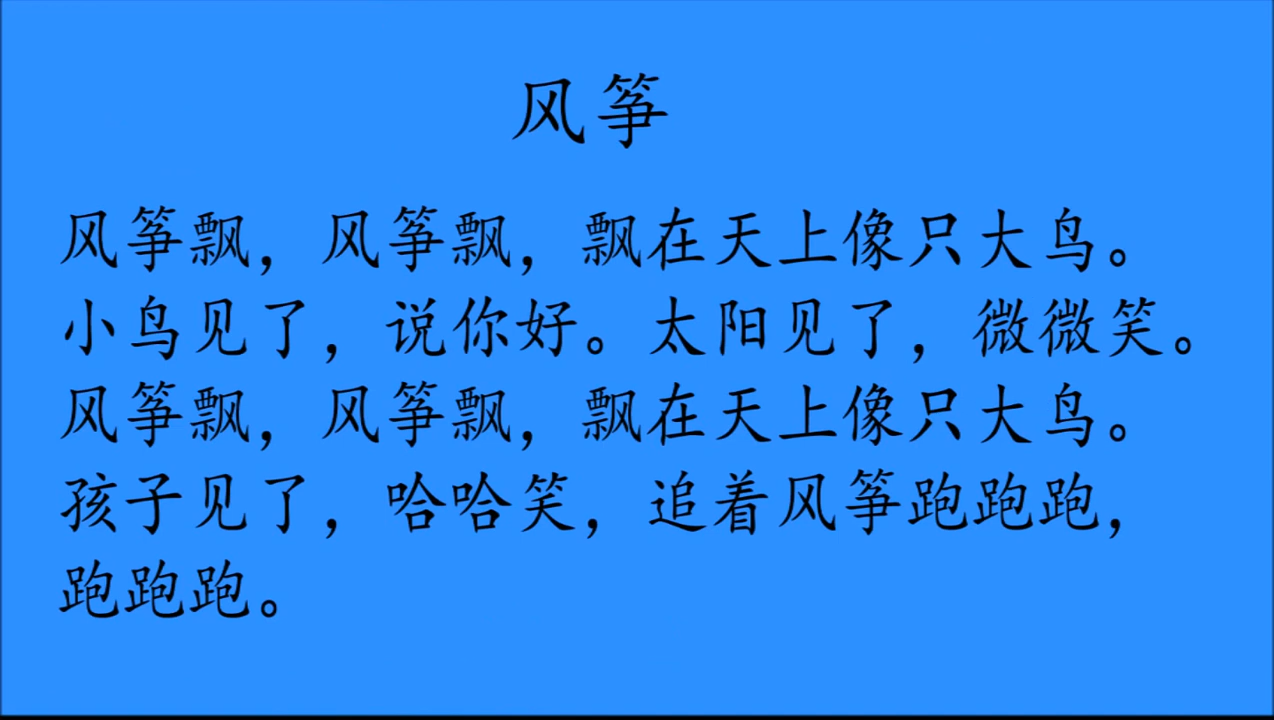 风筝
风筝飘，风筝飘，飘在天上像只大鸟。
小鸟见了，说你好。太阳见了，微微笑。
风筝飘，风筝飘，飘在天上像只大鸟。
孩子见了，哈哈笑，追着风筝跑跑跑，
跑跑跑。